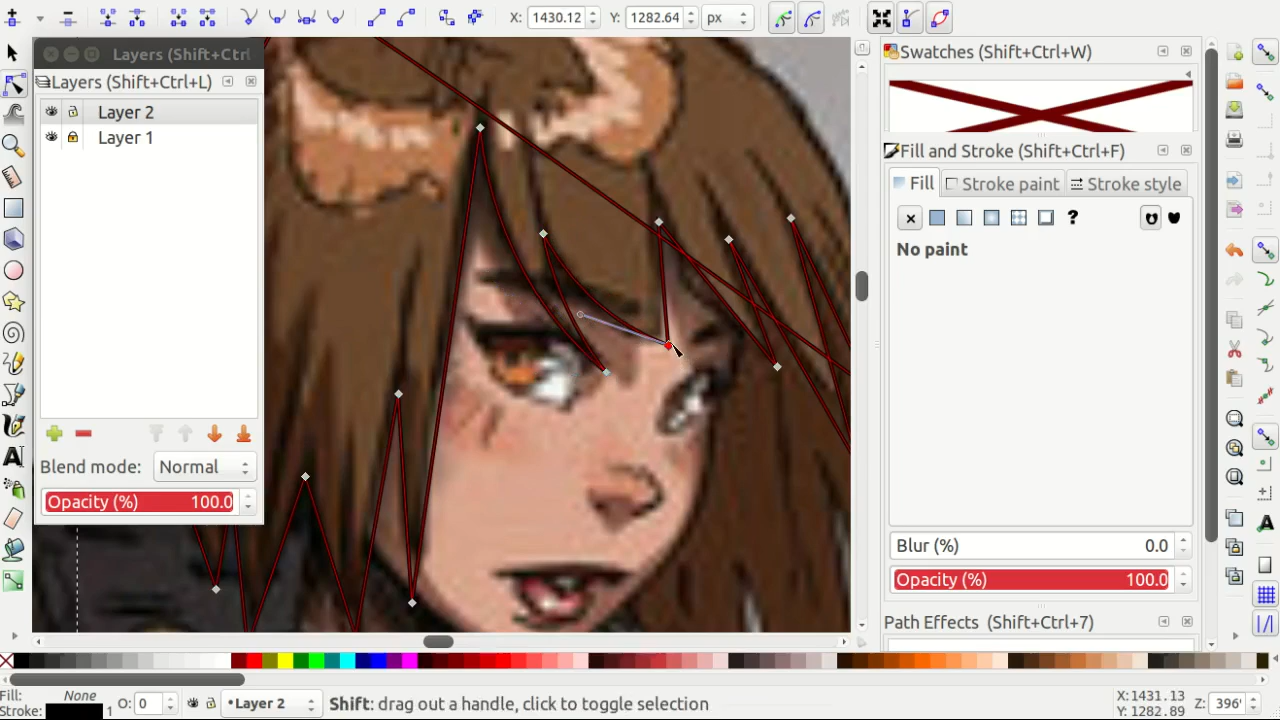 X: 1430.12 Y: 1282.64 px
Layers (Shift+Ctrl
Layers (Shift+Ctrl+L)
Layer 2
Layer 1
Blend mode: Normal
Opacity (%) 100.0
Swatches (Shift+Ctrl+W)
Fill and Stroke (Shift+Ctrl+F)
Fill Stroke paint Stroke style
?
No paint
Blur (%) 0.0
Opacity (%) 100.0
Path Effects (Shift+Ctrl+7)
Fill: None O: 0 •Layer 2 Shift: drag out a handle, click to toggle selection X:1431.13 Z: 396
Stroke: 1 Y: 1282.89